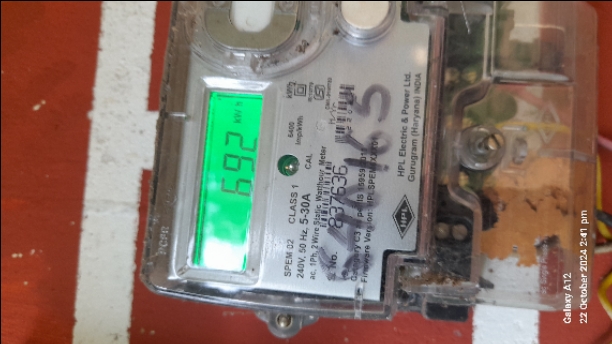 692
kWh
6400
imp/kWh
CAL
CLASS 1
SPEM 02
240V, 50 Hz, 5-30A
ac, 1Ph, 2 Wire Static Watthour Meter
837636
HPL Electric & Power Ltd.
Gurugram (Haryana) INDIA
HPL
Galaxy A12
22 October 2024 2:41 pm